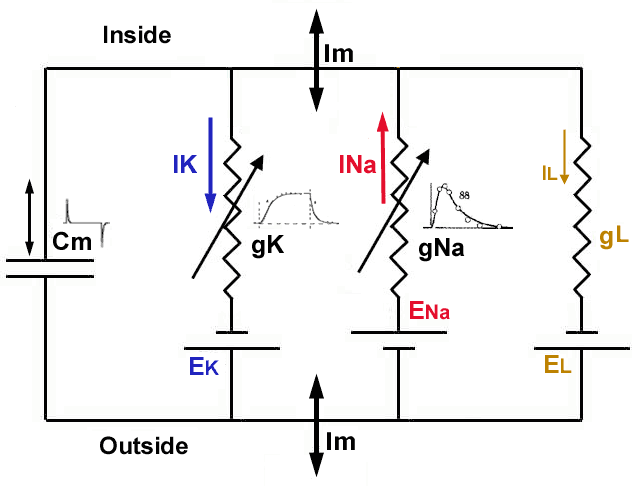 Inside
Im
IK
INa
IL
Cm
gK
88
gNa
gL
ENa
EK
EL
Outside
Im